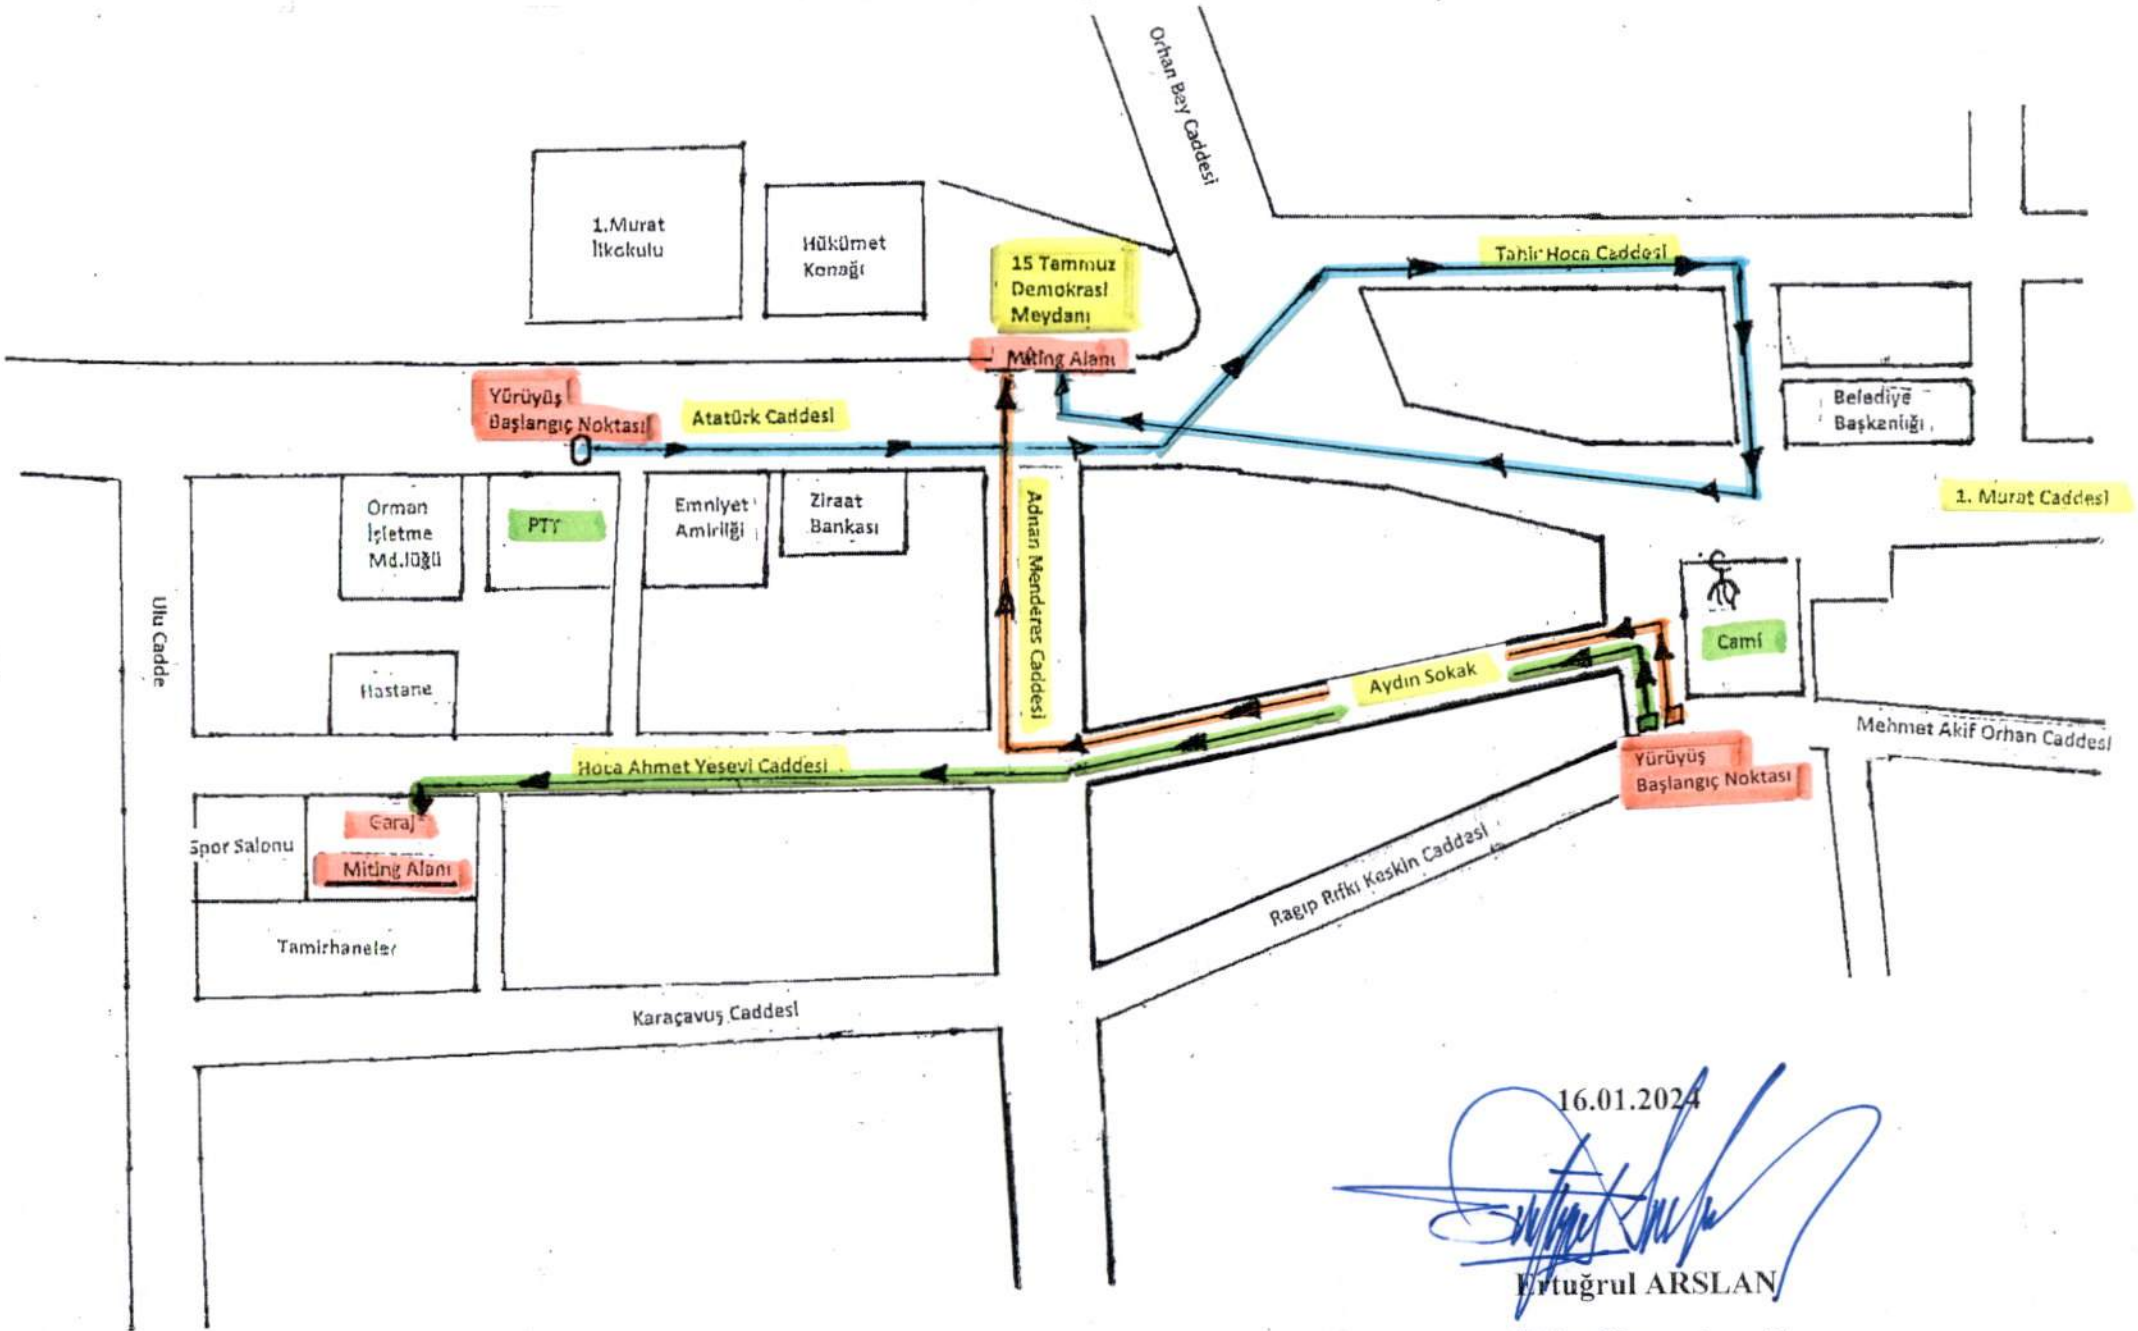 Orhan Bey Caddesi
1.Murat
İlkokulu
Hükümet
Konağı
15 Temmuz
Demokrasi
Meydanı
Miting Alanı
Tahir Hoca Caddesi
Yürüyüş
Başlangıç Noktası
Atatürk Caddesi
Belediye
Başkanlığı
1. Murat Caddesi
Orman
İşletme
Md.lüğü
PTT
Emniyet
Amirliği
Ziraat
Bankası
Adnan Menderes Caddesi
Ulu Cadde
Hastane
Cami
Aydın Sokak
Mehmet Akif Orhan Caddesi
Hoca Ahmet Yesevi Caddesi
Yürüyüş
Başlangıç Noktası
Garaj
Spor Salonu
Miting Alanı
Ragıp Rıfkı Keskin Caddesi
Tamirhaneler
Karaçavuş Caddesi
16.01.2024
Ertuğrul ARSLAN